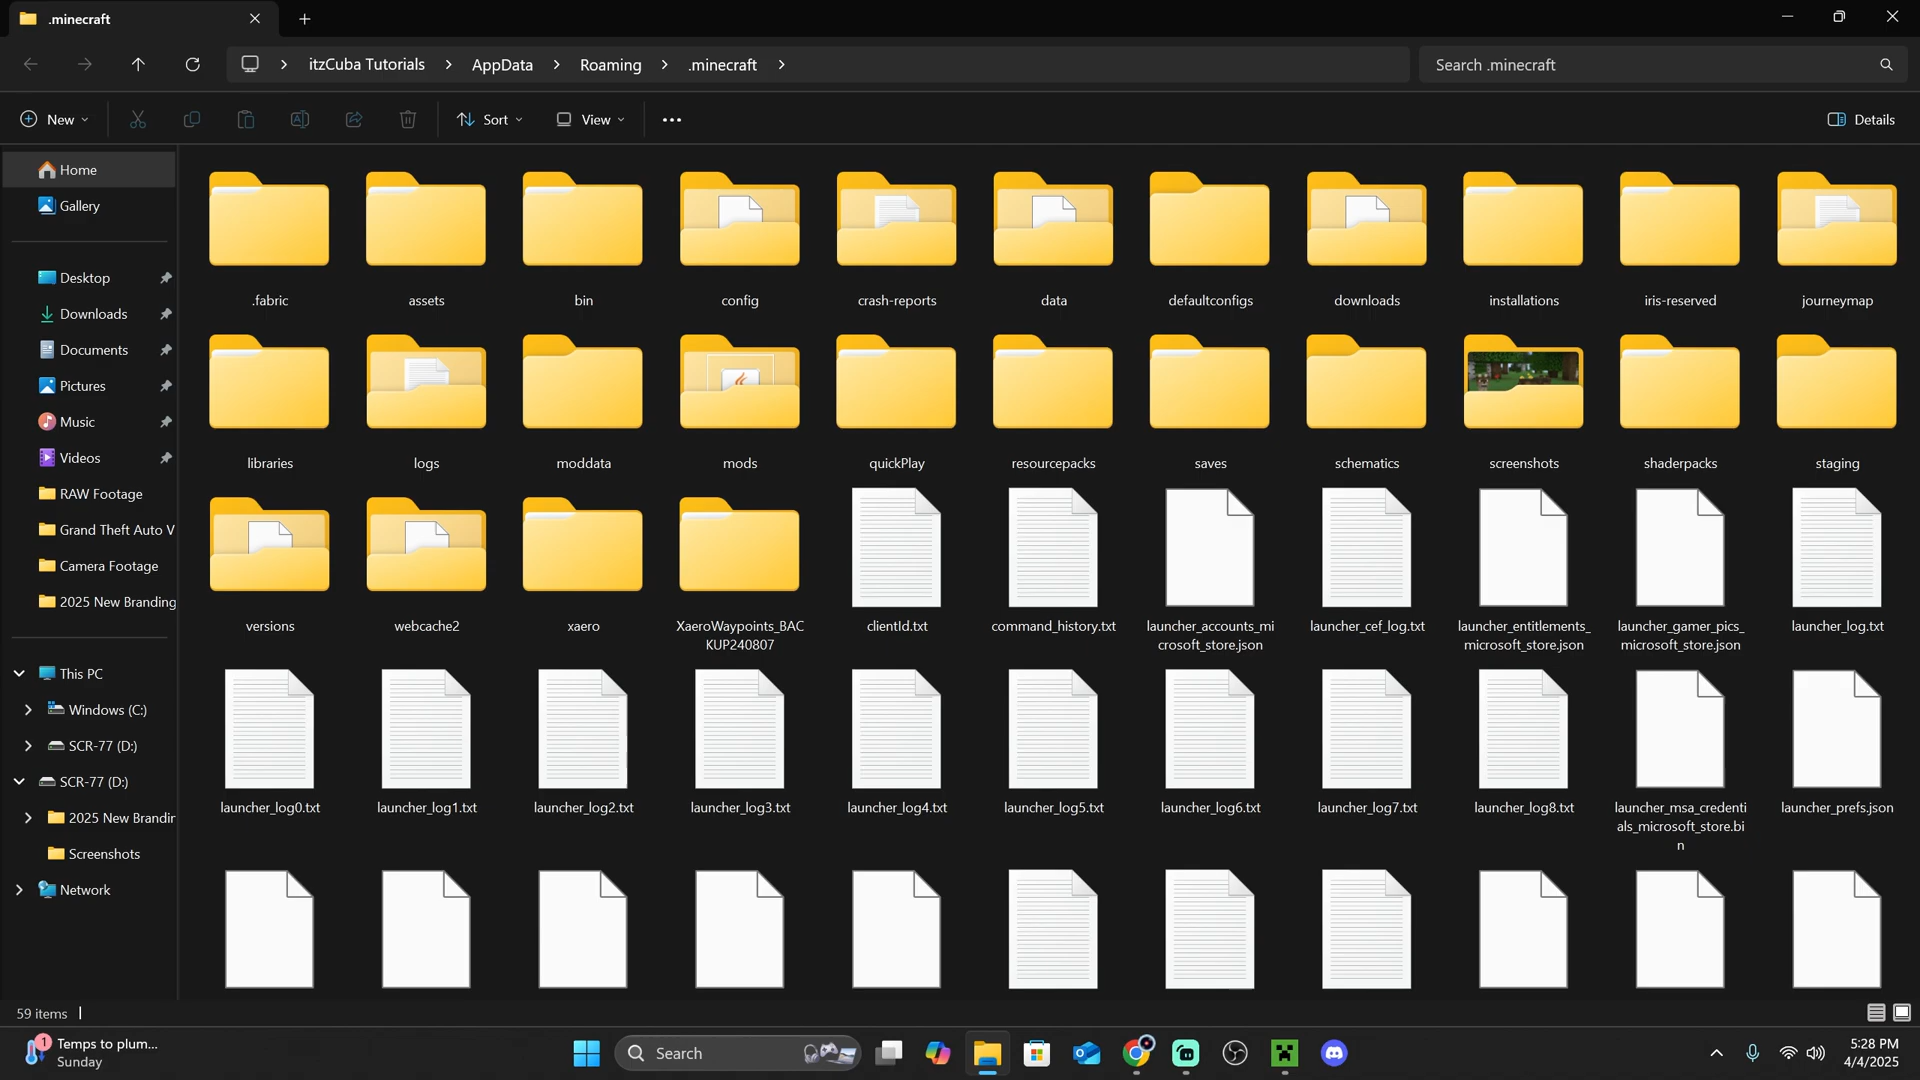 .minecraft
itzCuba Tutorials
AppData
Roaming
.minecraft
Search .minecraft
New
Sort
View
Details
Home
Gallery
Desktop
Downloads
Documents
Pictures
Music
Videos
RAW Footage
Grand Theft Auto V
Camera Footage
2025 New Branding
This PC
Windows (C:)
SCR-77 (D:)
SCR-77 (D:)
2025 New Brandin
Screenshots
Network
.fabric
assets
bin
config
crash-reports
data
defaultconfigs
downloads
installations
iris-reserved
journeymap
libraries
logs
moddata
mods
quickPlay
resourcepacks
saves
schematics
screenshots
shaderpacks
staging
versions
webcache2
xaero
XaeroWaypoints_BAC
KUP240807
clientId.txt
command_history.txt
launcher_accounts_mi
crosoft_store.json
launcher_cef_log.txt
launcher_entitlements_
microsoft_store.json
launcher_gamer_pics_
microsoft_store.json
launcher_log.txt
launcher_log0.txt
launcher_log1.txt
launcher_log2.txt
launcher_log3.txt
launcher_log4.txt
launcher_log5.txt
launcher_log6.txt
launcher_log7.txt
launcher_log8.txt
launcher_msa_credenti
als_microsoft_store.bi
n
launcher_prefs.json
59 items
1
Temps to plum...
Sunday
Search
5:28 PM
4/4/2025